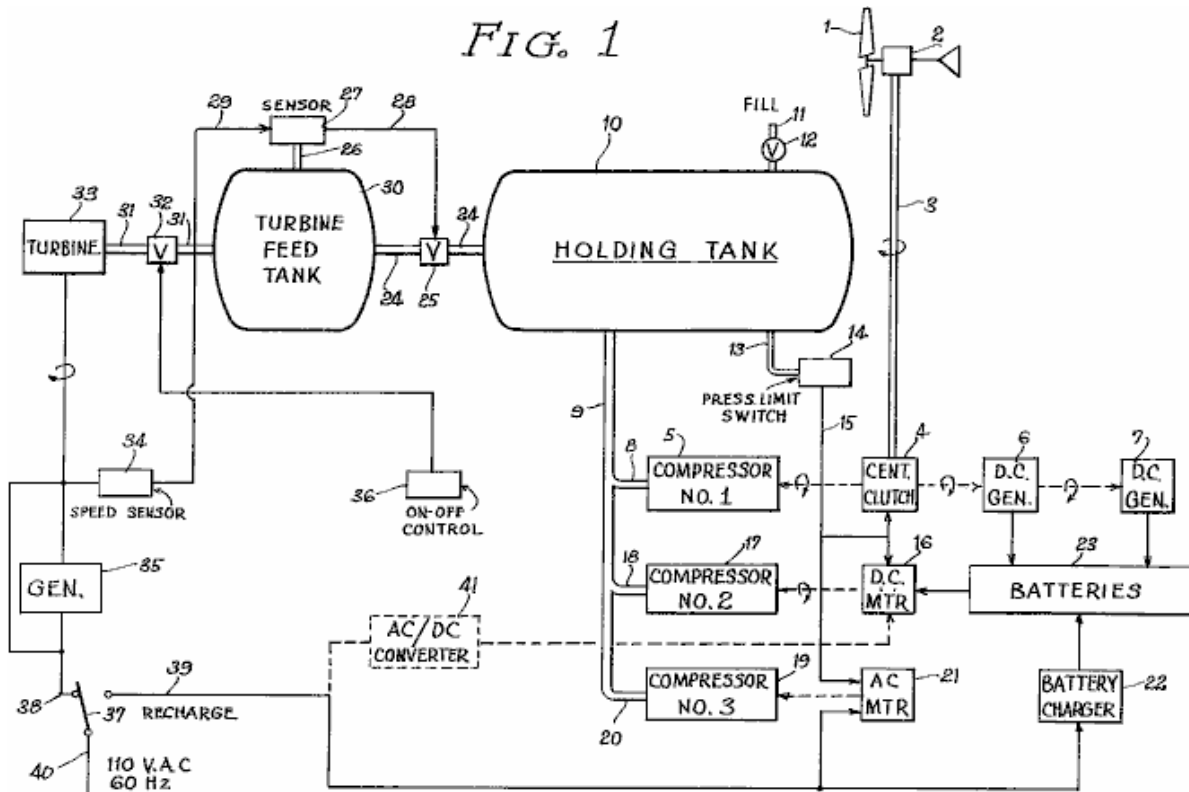 FIG. 1
1
2
29
SENSOR
27
28
FILL
11
12
V
26
10
30
3
33
32
31
31
TURBINE
V
TURBINE
FEED
TANK
24
V
24
25
HOLDING TANK
13
14
PRESS. LIMIT
SWITCH
9
15
34
SPEED SENSOR
36
ON-OFF
CONTROL
8
5
COMPRESSOR
NO. 1
4
CENT.
CLUTCH
6
D.C.
GEN.
7
D.C.
GEN.
35
GEN.
18
17
COMPRESSOR
NO. 2
16
D.C.
MTR.
23
BATTERIES
41
AC/DC
CONVERTER
38
37
39
RECHARGE
19
COMPRESSOR
NO. 3
20
21
AC
MTR
BATTERY
CHARGER
22
40
110 V.A.C
60 HZ